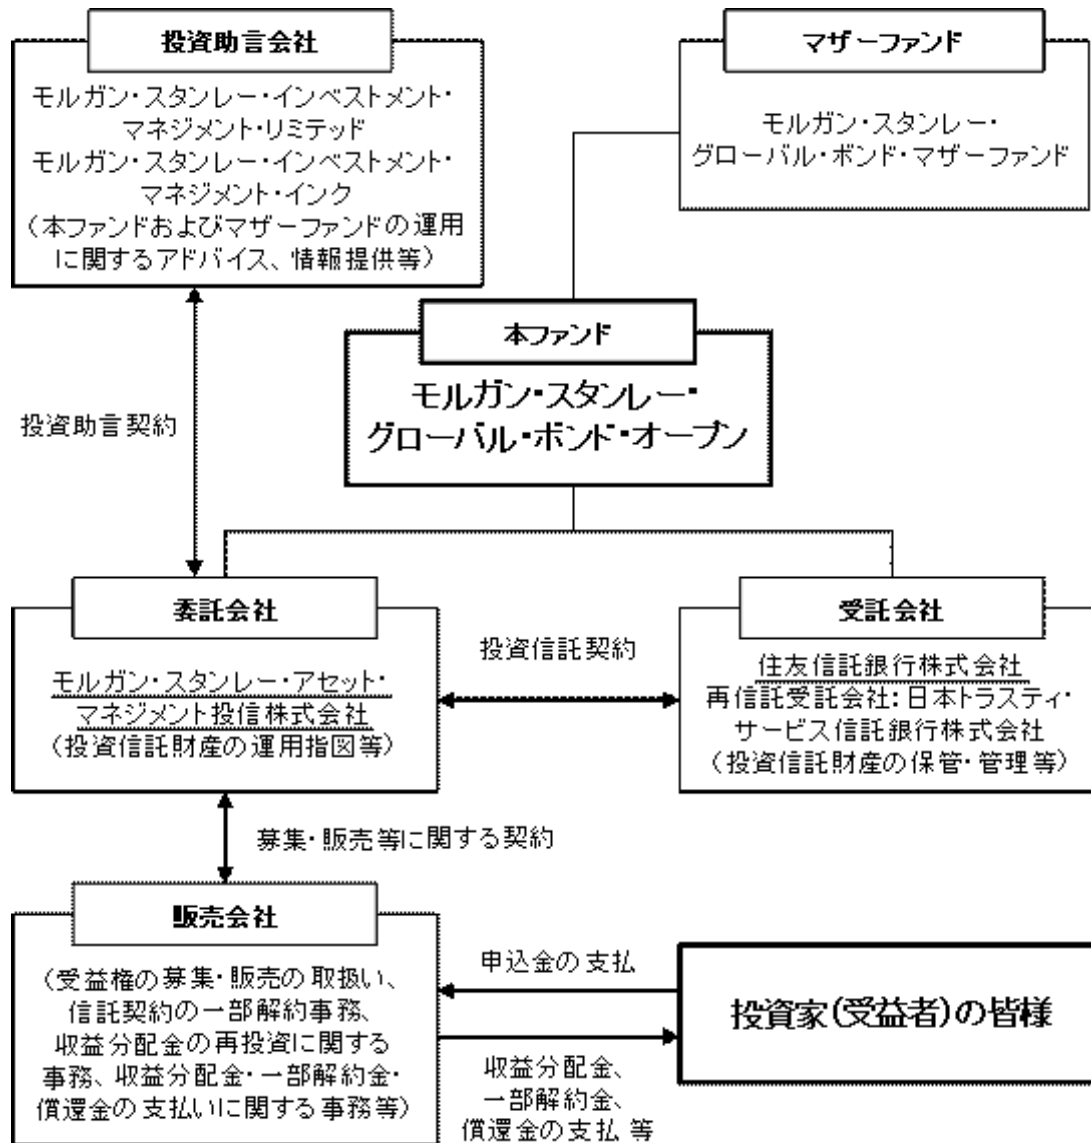 投資助言会社
モルガン・スタンレー・インベストメント・
マネジメント・リミテッド
モルガン・スタンレー・インベストメント・
マネジメント・インク
（本ファンドおよびマザーファンドの運用
に関するアドバイス、情報提供等）
マザーファンド
モルガン・スタンレー・
グローバル・ボンド・マザーファンド
本ファンド
モルガン・スタンレー・
グローバル・ボンド・オープン
投資助言契約
委託会社
モルガン・スタンレー・アセット・
マネジメント投信株式会社
（投資信託財産の運用指図等）
投資信託契約
受託会社
住友信託銀行株式会社
再信託受託会社：日本トラスティ・
サービス信託銀行株式会社
（投資信託財産の保管・管理等）
募集・販売等に関する契約
販売会社
（受益権の募集・販売の取扱い、
信託契約の一部解約事務、
収益分配金の再投資に関する
事務、収益分配金・一部解約金・
償還金の支払いに関する事務等）
申込金の支払
収益分配金、
一部解約金、
償還金の支払 等
投資家（受益者）の皆様